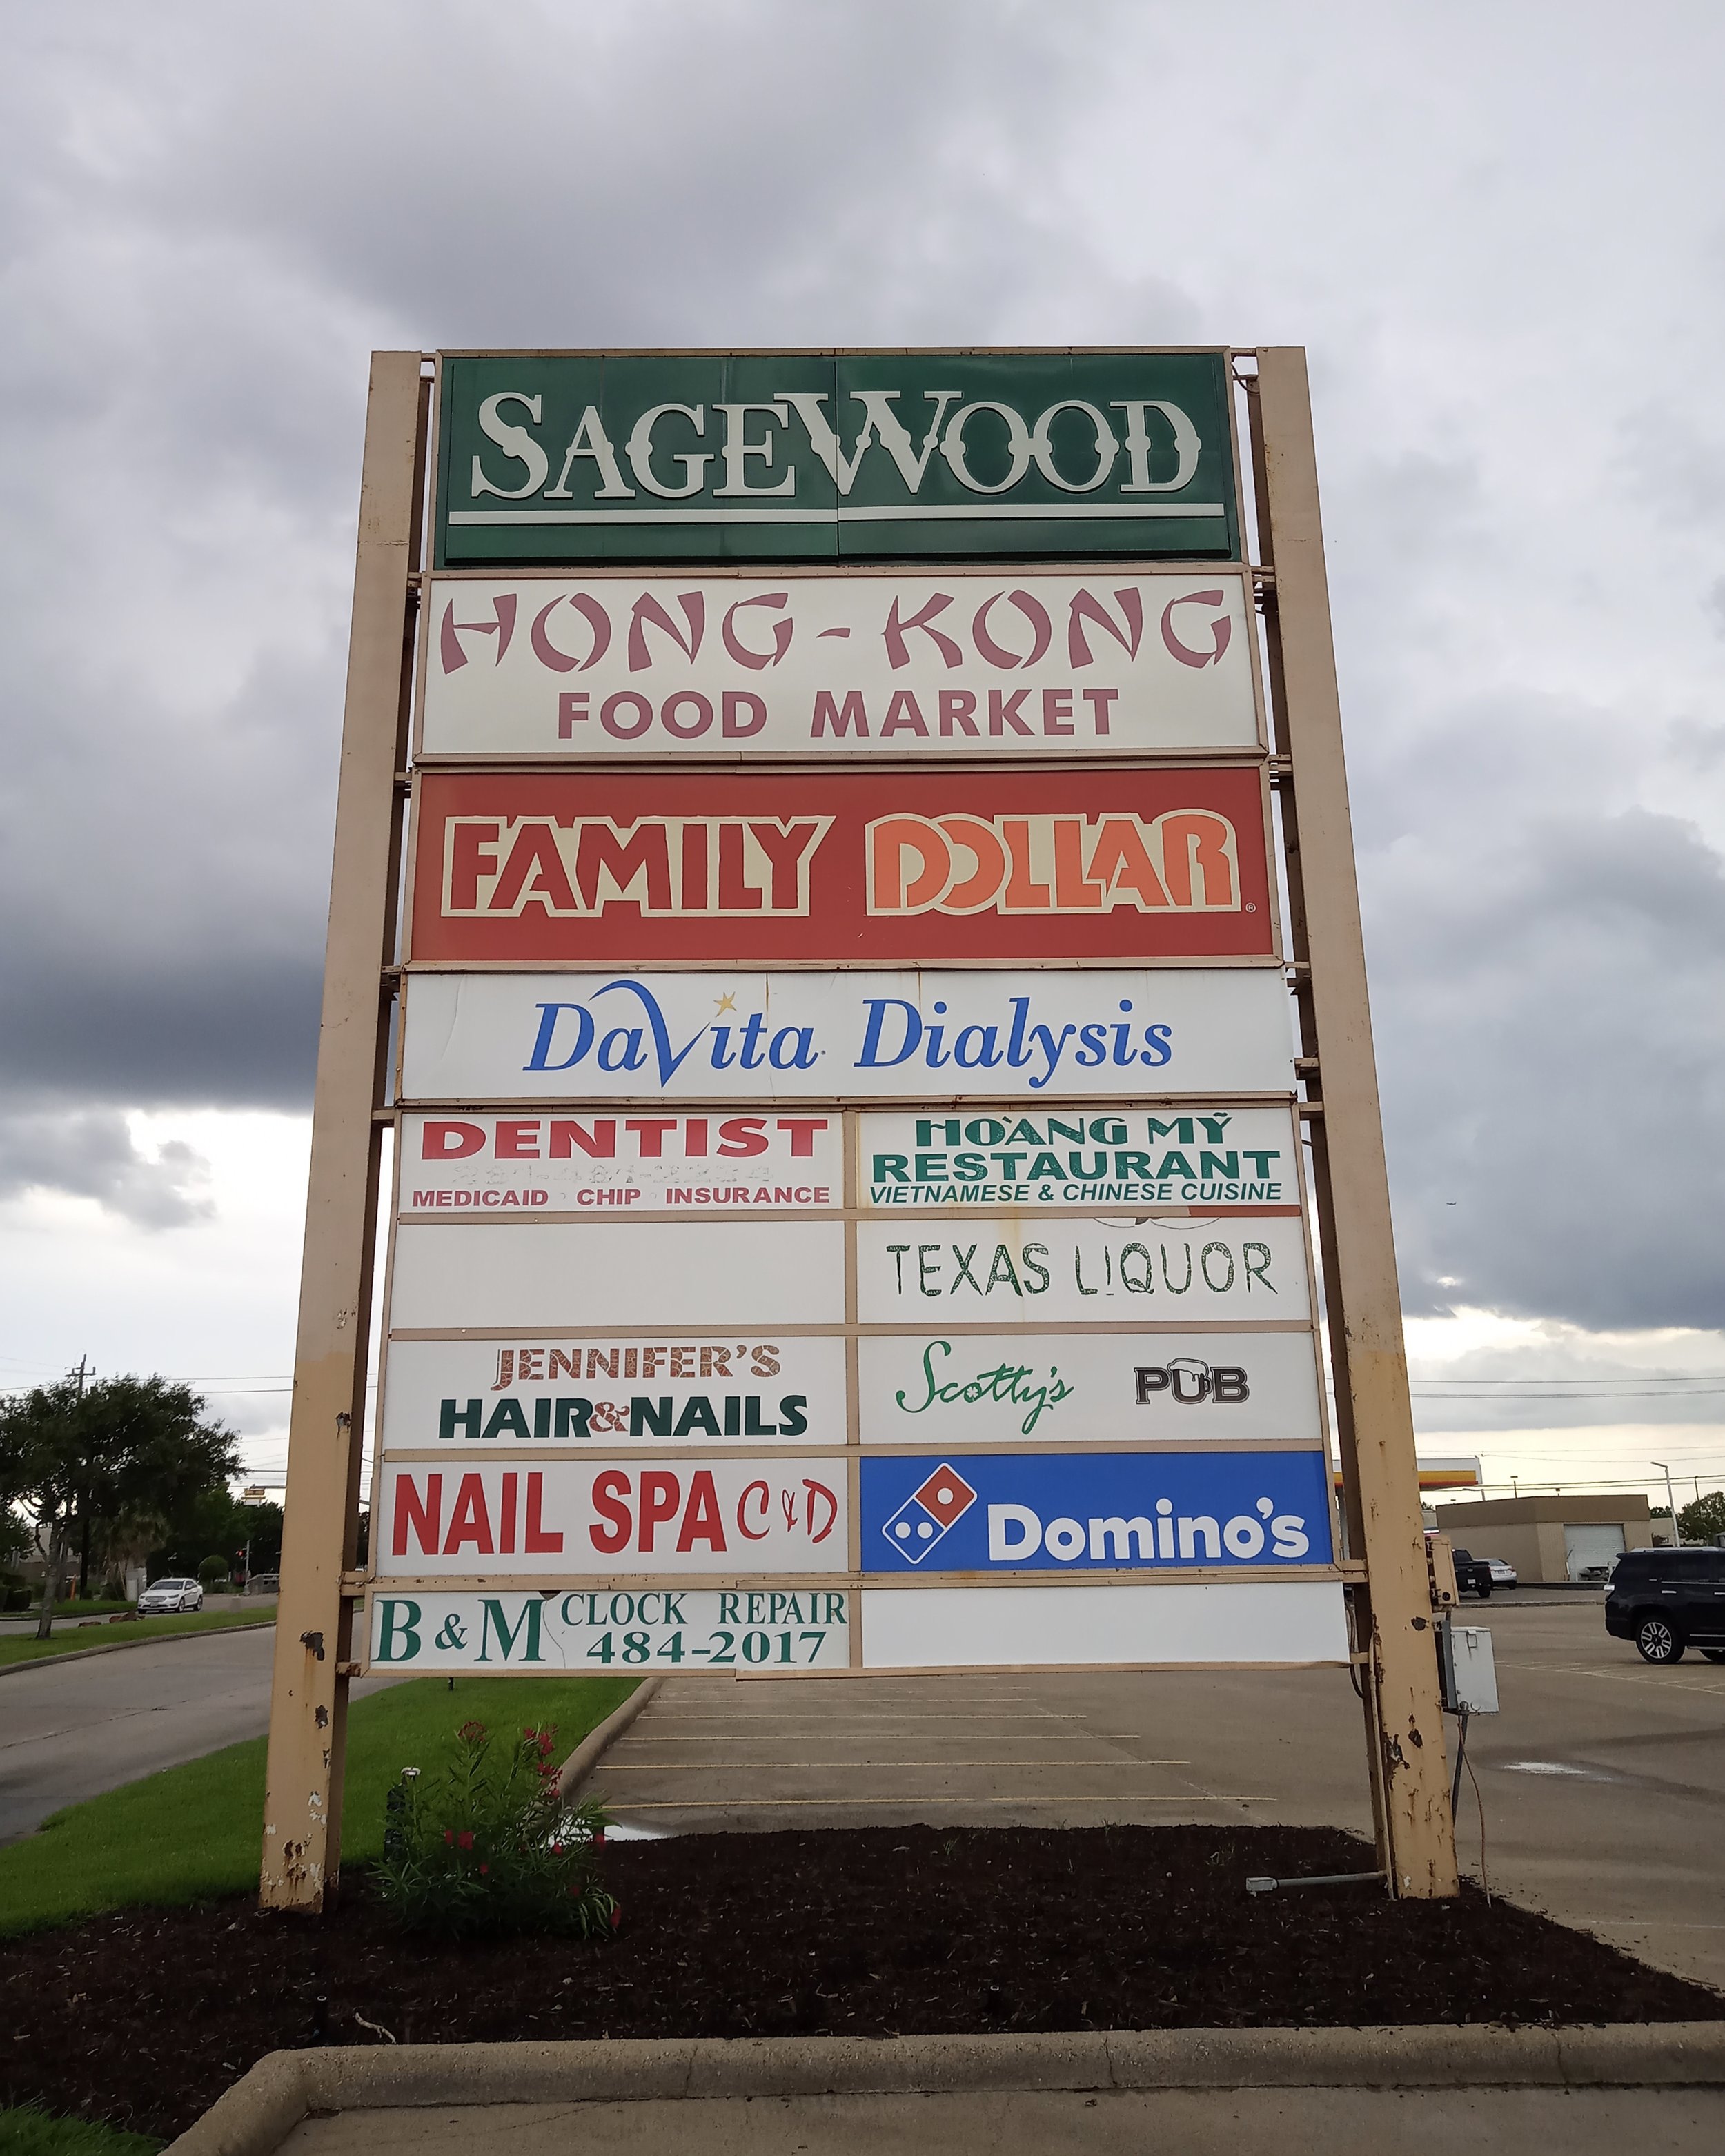 SAGEWOOD
HONG-KONG
FOOD MARKET
FAMILY DOLLAR®
DaVita Dialysis
DENTIST
MEDICAID CHIP INSURANCE
HOÀNG MỸ
RESTAURANT
VIETNAMESE & CHINESE CUISINE
TEXAS LIQUOR
JENNIFER'S
HAIR&NAILS
Scotty's PUB
NAIL SPA C&D
Domino's
B & M CLOCK REPAIR
484-2017